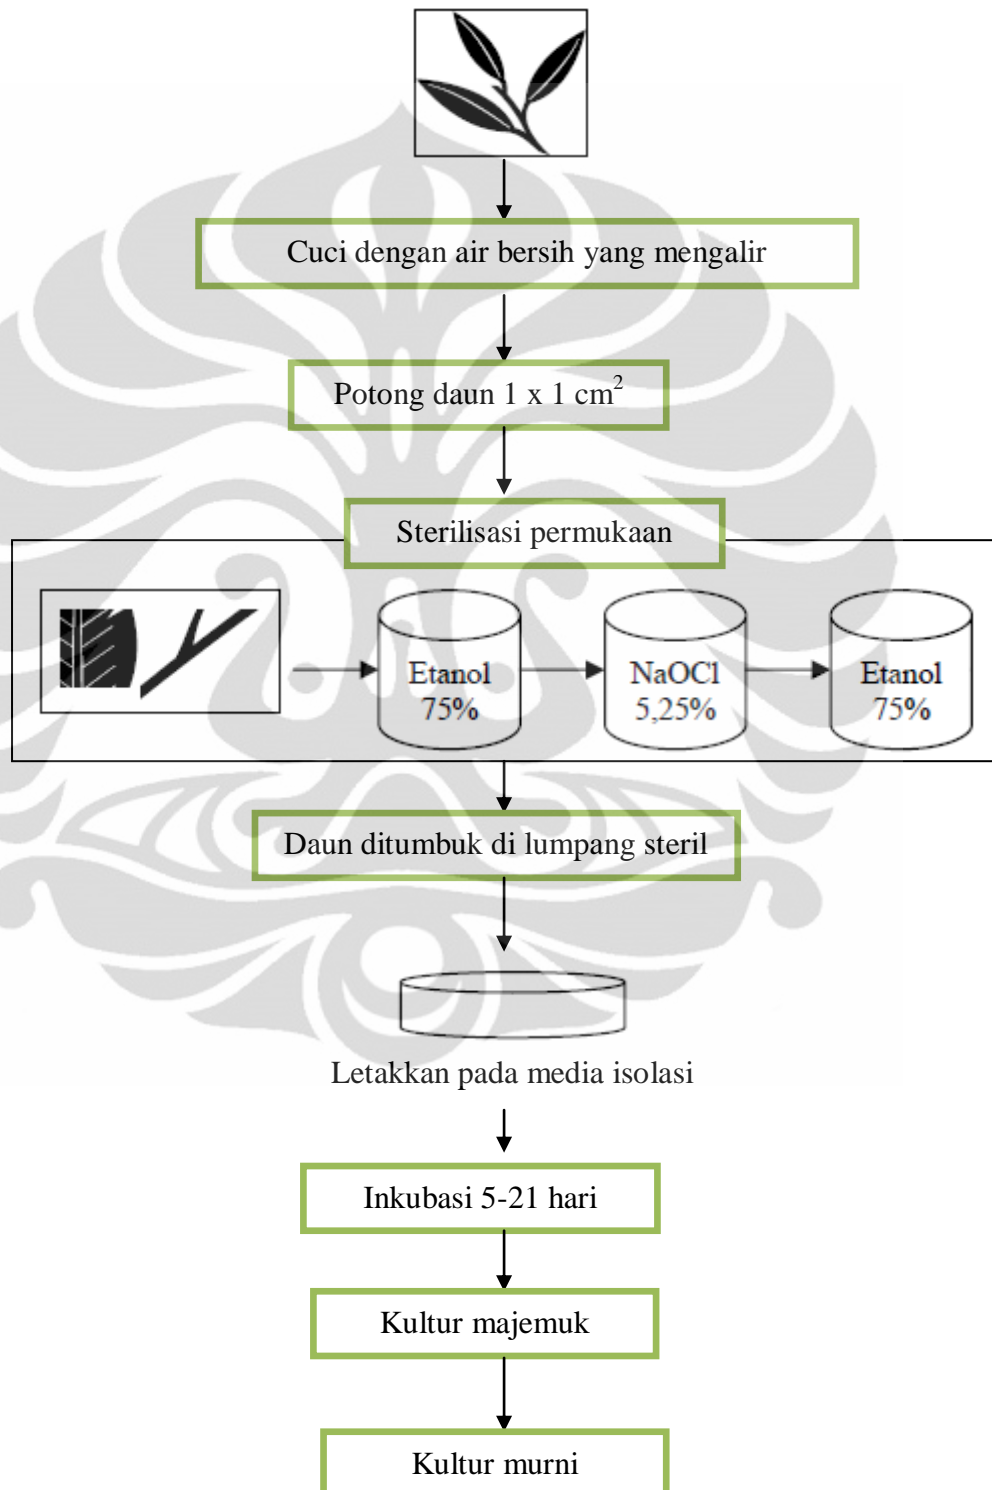 Cuci dengan air bersih yang mengalir
Potong daun 1 x 1 cm²
Sterilisasi permukaan
Etanol
75%
NaOCl
5,25%
Etanol
75%
Daun ditumbuk di lumpang steril
Letakkan pada media isolasi
Inkubasi 5-21 hari
Kultur majemuk
Kultur murni